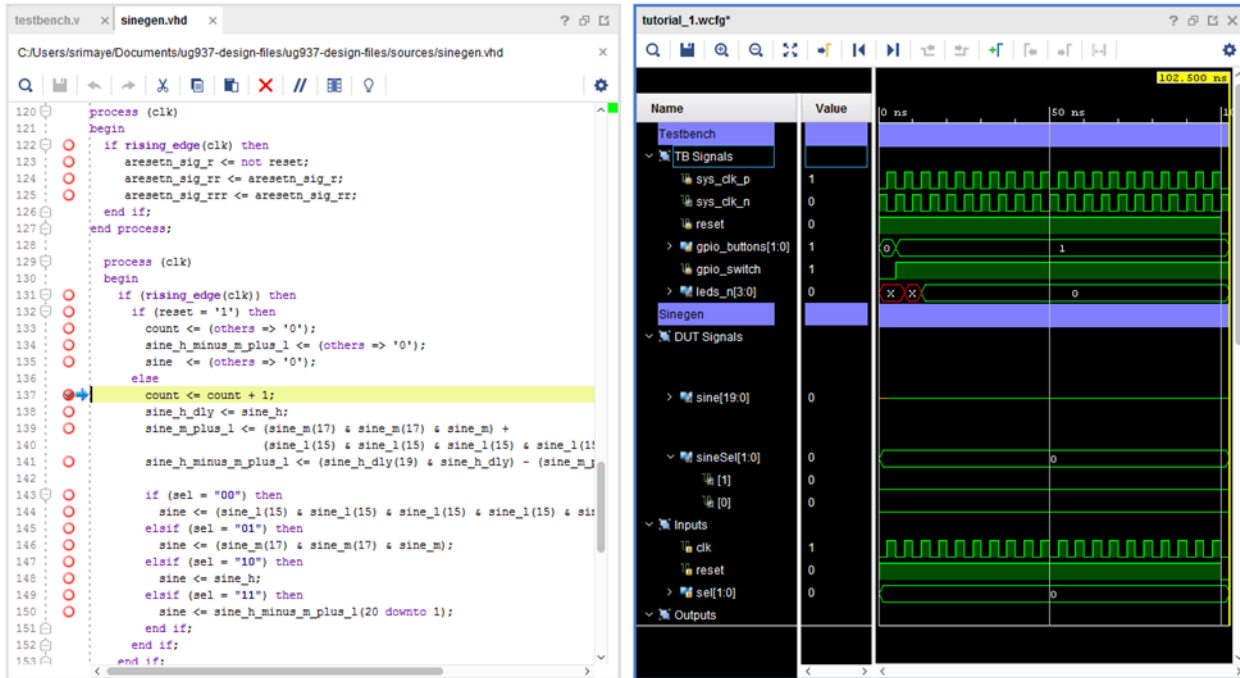 testbench.v × sinegen.vhd × ?
C:/Users/srimaye/Documents/ug937-design-files/ug937-design-files/sources/sinegen.vhd ×
120 process (clk)
121 begin
122 if rising_edge(clk) then
123 aresetn_sig_r <= not reset;
124 aresetn_sig_rr <= aresetn_sig_r;
125 aresetn_sig_rrr <= aresetn_sig_rr;
126 end if;
127 end process;
128
129 process (clk)
130 begin
131 if (rising_edge(clk)) then
132 if (reset = '1') then
133 count <= (others => '0');
134 sine_h_minus_m_plus_l <= (others => '0');
135 sine <= (others => '0');
136 else
137 count <= count + 1;
138 sine_h_dly <= sine_h;
139 sine_m_plus_l <= (sine_m(17) & sine_m(17) & sine_m) +
140 (sine_l(15) & sine_l(15) & sine_l(15) & sine_l(15
141 sine_h_minus_m_plus_l <= (sine_h_dly(19) & sine_h_dly) - (sine_m_p
142
143 if (sel = "00") then
144 sine <= (sine_l(15) & sine_l(15) & sine_l(15) & sine_l(15) & sin
145 elsif (sel = "01") then
146 sine <= (sine_m(17) & sine_m(17) & sine_m);
147 elsif (sel = "10") then
148 sine <= sine_h;
149 elsif (sel = "11") then
150 sine <= sine_h_minus_m_plus_l(20 downto 1);
151 end if;
152 end if;
153 end if;
tutorial_1.wcfg* ? ×
102.500 ns
Name Value 0 ns 50 ns 10
Testbench
TB Signals
sys_clk_p 1
sys_clk_n 0
reset 0
gpio_buttons[1:0] 1 0 1
gpio_switch 1
leds_n[3:0] 0 X X 0
Sinegen
DUT Signals
sine[19:0] 0
sineSel[1:0] 0 0
[1] 0
[0] 0
Inputs
clk 1
reset 0
sel[1:0] 0 0
Outputs